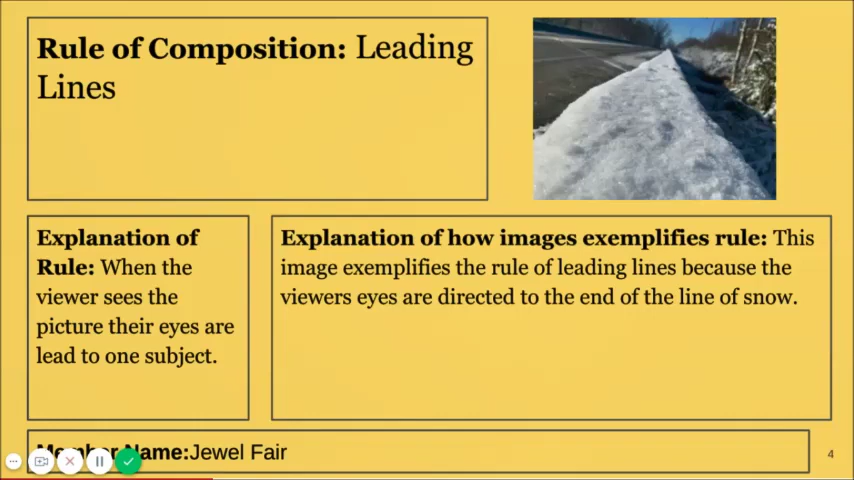 Rule of Composition: Leading
Lines
Explanation of
Rule: When the
viewer sees the
picture their eyes are
lead to one subject.
Explanation of how images exemplifies rule: This
image exemplifies the rule of leading lines because the
viewers eyes are directed to the end of the line of snow.
Member Name:Jewel Fair
4